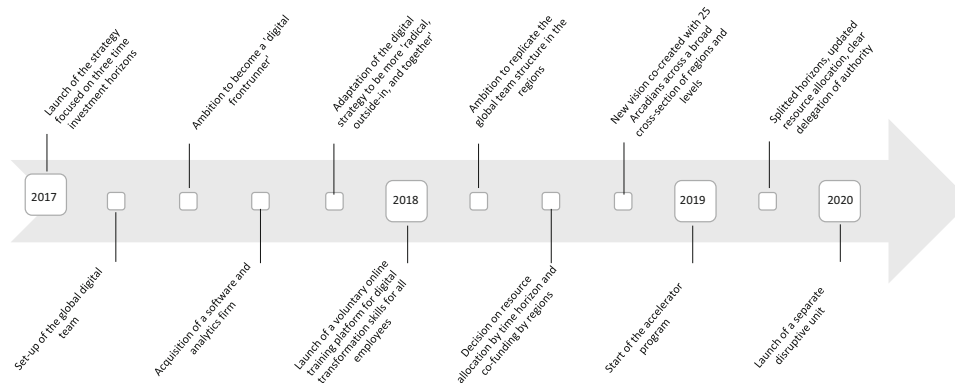 Launch of the strategy
focused on three time
investment horizons
Ambition to become a 'digital
frontrunner'
Adaptation of the digital
strategy to be more 'radical,
outside-in, and together'
Ambition to replicate the
global team structure in the
regions
New vision co-created with 25
Arcadians across a broad
cross-section of regions and
levels
Splitted horizons, updated
resource allocation, clear
delegation of authority
2017
2018
2019
2020
Set-up of the global digital
team
Acquisition of a software and
analytics firm
Launch of a voluntary online
training platform for digital
transformation skills for all
employees
Decision on resource
allocation by time horizon and
co-funding by regions
Start of the accelerator
program
Launch of a separate
disruptive unit